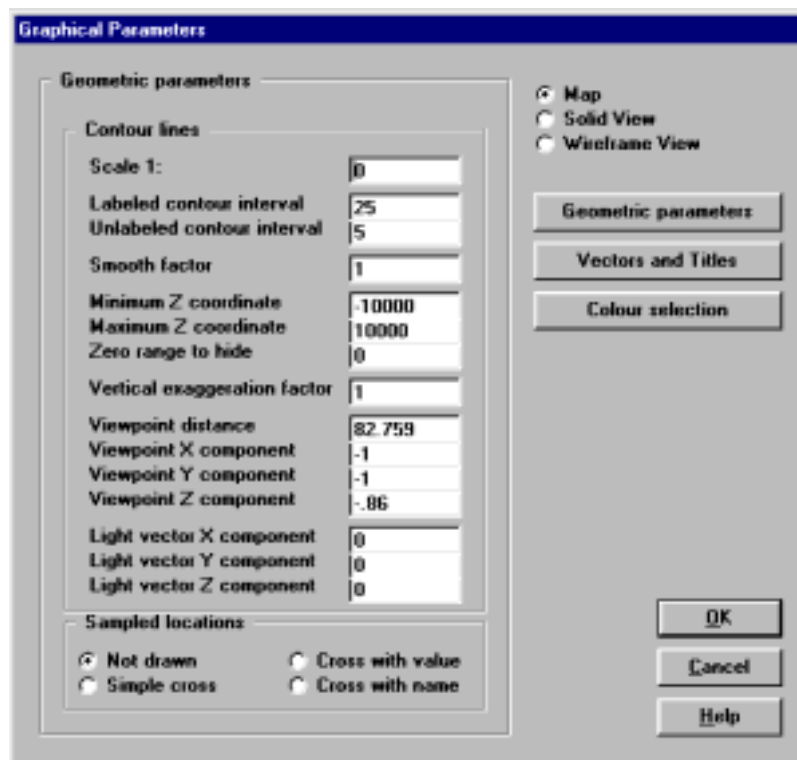 Graphical Parameters
Geometric parameters
Contour lines
Scale 1: 0
Labeled contour interval 25
Unlabeled contour interval 5
Smooth factor 1
Minimum Z coordinate -10000
Maximum Z coordinate 10000
Zero range to hide 0
Vertical exaggeration factor 1
Viewpoint distance 82.759
Viewpoint X component -1
Viewpoint Y component -1
Viewpoint Z component -.86
Light vector X component 0
Light vector Y component 0
Light vector Z component 0
Sampled locations
Not drawn Cross with value
Simple cross Cross with name
Map
Solid View
Wireframe View
Geometric parameters
Vectors and Titles
Colour selection
OK
Cancel
Help